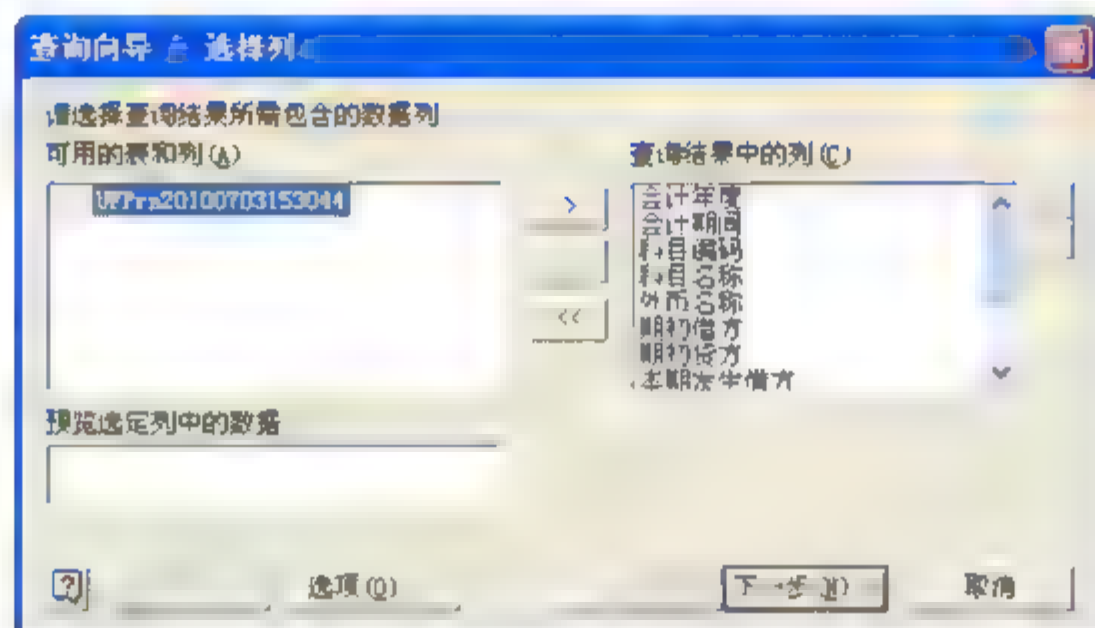 查询向导 - 选择列
请选择查询结果所需包含的数据列
可用的表和列(A)
UFPrn20100703153044
>
<<
预览选定列中的数据
查询结果中的列(C)
会计年度
会计期间
科目编码
科目名称
外币名称
期初借方
期初贷方
本期发生借方
?
选项(O)
下一步(N)
取消